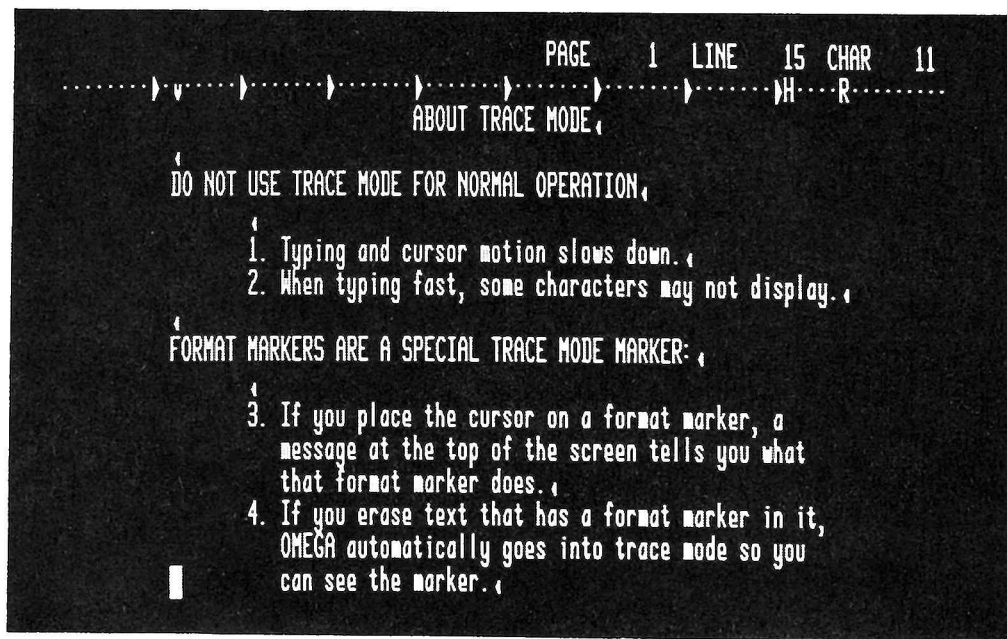 PAGE 1 LINE 15 CHAR 11
H R
ABOUT TRACE MODE
DO NOT USE TRACE MODE FOR NORMAL OPERATION
1. Typing and cursor motion slows down.
2. When typing fast, some characters may not display.
FORMAT MARKERS ARE A SPECIAL TRACE MODE MARKER:
3. If you place the cursor on a format marker, a
message at the top of the screen tells you what
that format marker does.
4. If you erase text that has a format marker in it,
OMEGA automatically goes into trace mode so you
can see the marker.